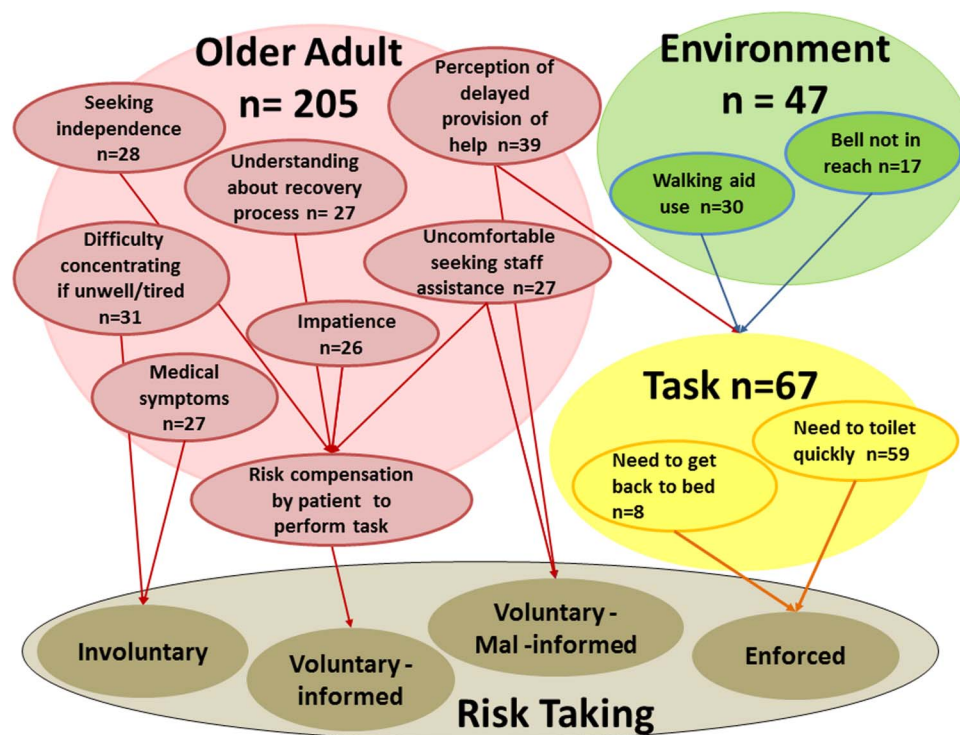 Older Adult
n= 205
Environment
n = 47
Seeking
independence
n=28
Perception of
delayed
provision of
help n=39
Understanding
about recovery
process n= 27
Bell not in
reach n=17
Walking aid
use n=30
Difficulty
concentrating
if unwell/tired
n=31
Uncomfortable
seeking staff
assistance n=27
Impatience
n=26
Medical
symptoms
n=27
Task n=67
Need to toilet
quickly n=59
Need to get
back to bed
n=8
Risk compensation
by patient to
perform task
Involuntary
Voluntary -
informed
Voluntary -
Mal -informed
Enforced
Risk Taking